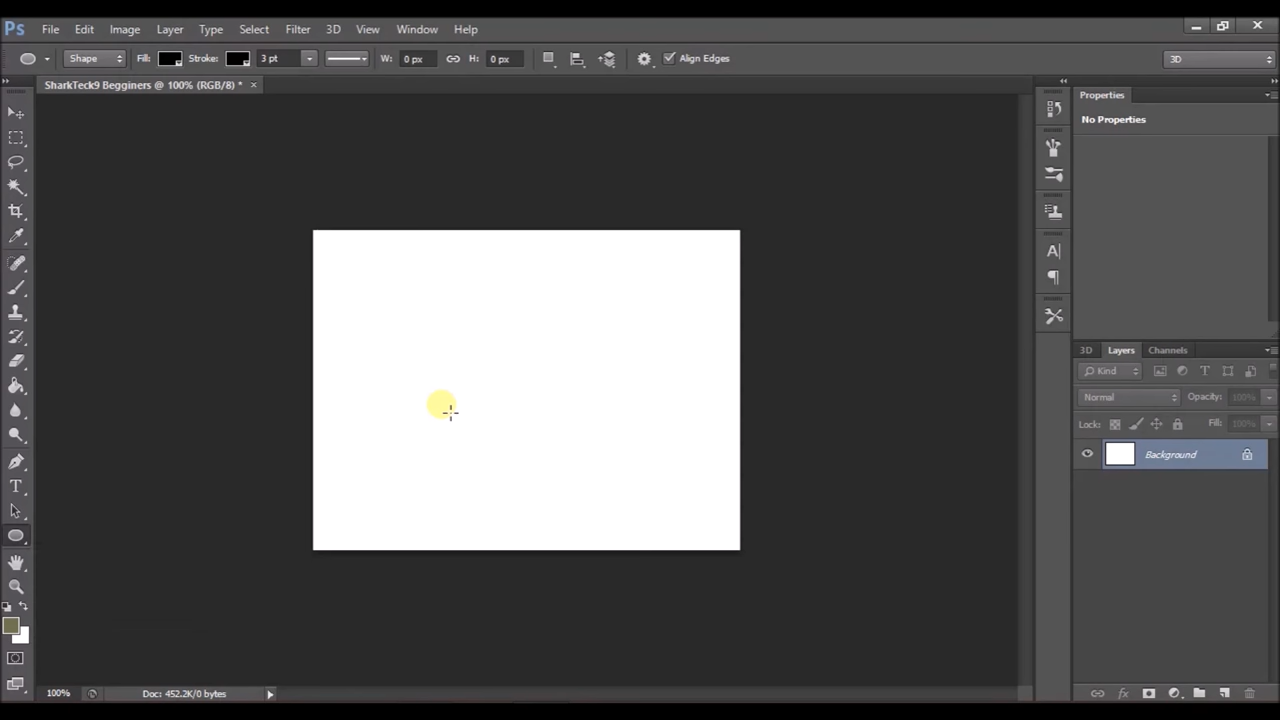 Ps File Edit Image Layer Type Select Filter 3D View Window Help
Shape Fill: Stroke: 3 pt W: 0 px H: 0 px Align Edges 3D
SharkTeck9 Begginers @ 100% (RGB/8) * ×
Properties
No Properties
3D Layers Channels
Kind
Normal Opacity: 100%
Lock: Fill: 100%
Background
100% Doc: 452.2K/0 bytes